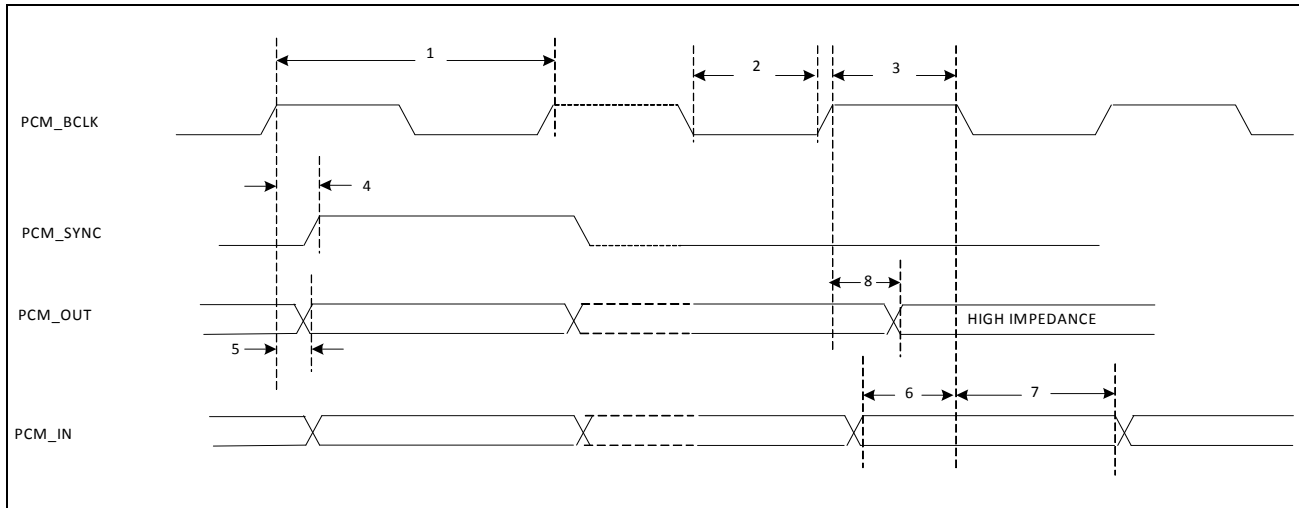 1
2
3
PCM_BCLK
4
PCM_SYNC
8
PCM_OUT
HIGH IMPEDANCE
5
6
7
PCM_IN